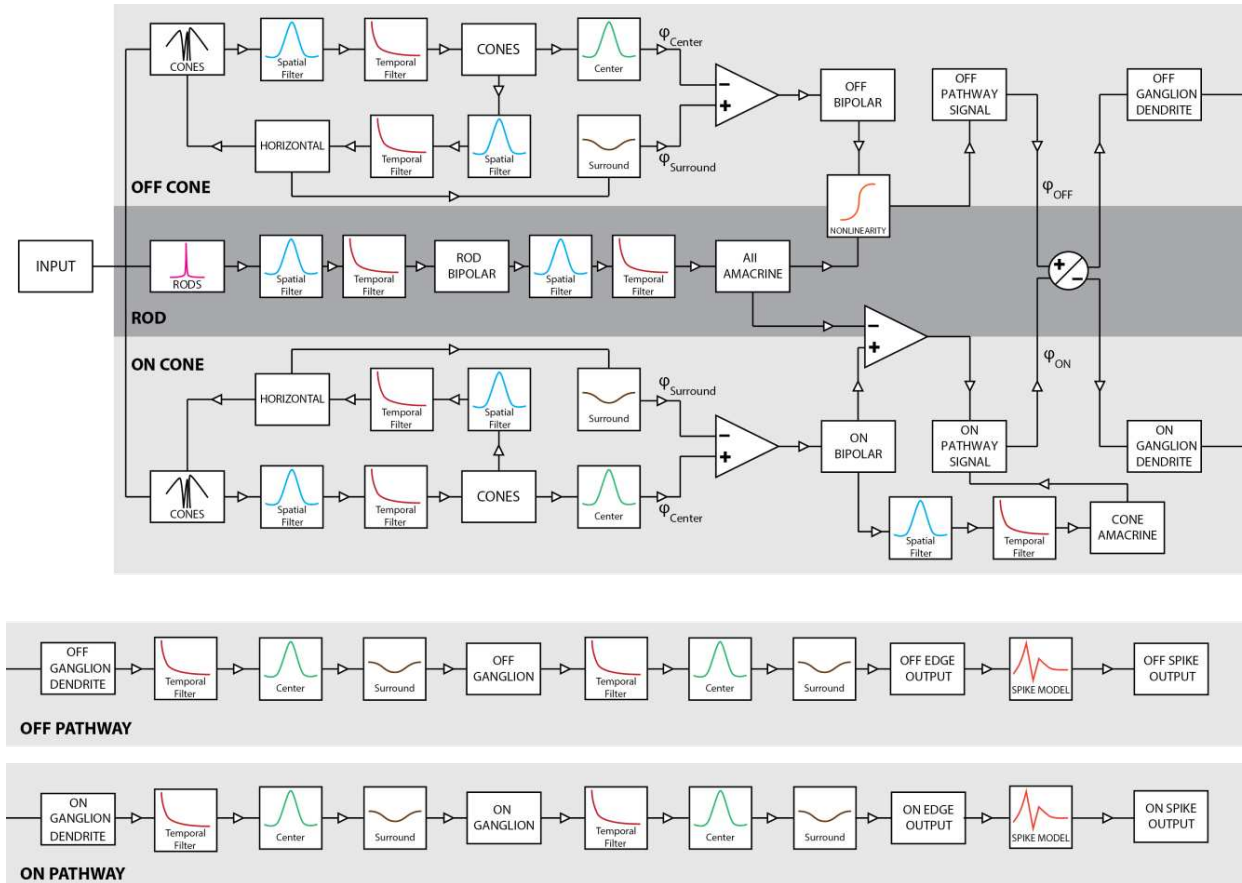 CONES
Spatial
Filter
Temporal
Filter
CONES
Center
φCenter
−
+
OFF
BIPOLAR
OFF
PATHWAY
SIGNAL
OFF
GANGLION
DENDRITE
HORIZONTAL
Temporal
Filter
Spatial
Filter
Surround
φSurround
OFF CONE
NONLINEARITY
φOFF
INPUT
RODS
Spatial
Filter
Temporal
Filter
ROD
BIPOLAR
Spatial
Filter
Temporal
Filter
AII
AMACRINE
+
−
ROD
−
+
ON CONE
HORIZONTAL
Temporal
Filter
Spatial
Filter
Surround
φSurround
φON
−
+
ON
BIPOLAR
ON
PATHWAY
SIGNAL
ON
GANGLION
DENDRITE
CONES
Spatial
Filter
Temporal
Filter
CONES
Center
φCenter
Spatial
Filter
Temporal
Filter
CONE
AMACRINE
OFF
GANGLION
DENDRITE
Temporal
Filter
Center
Surround
OFF
GANGLION
Temporal
Filter
Center
Surround
OFF EDGE
OUTPUT
SPIKE MODEL
OFF SPIKE
OUTPUT
OFF PATHWAY
ON
GANGLION
DENDRITE
Temporal
Filter
Center
Surround
ON
GANGLION
Temporal
Filter
Center
Surround
ON EDGE
OUTPUT
SPIKE MODEL
ON SPIKE
OUTPUT
ON PATHWAY